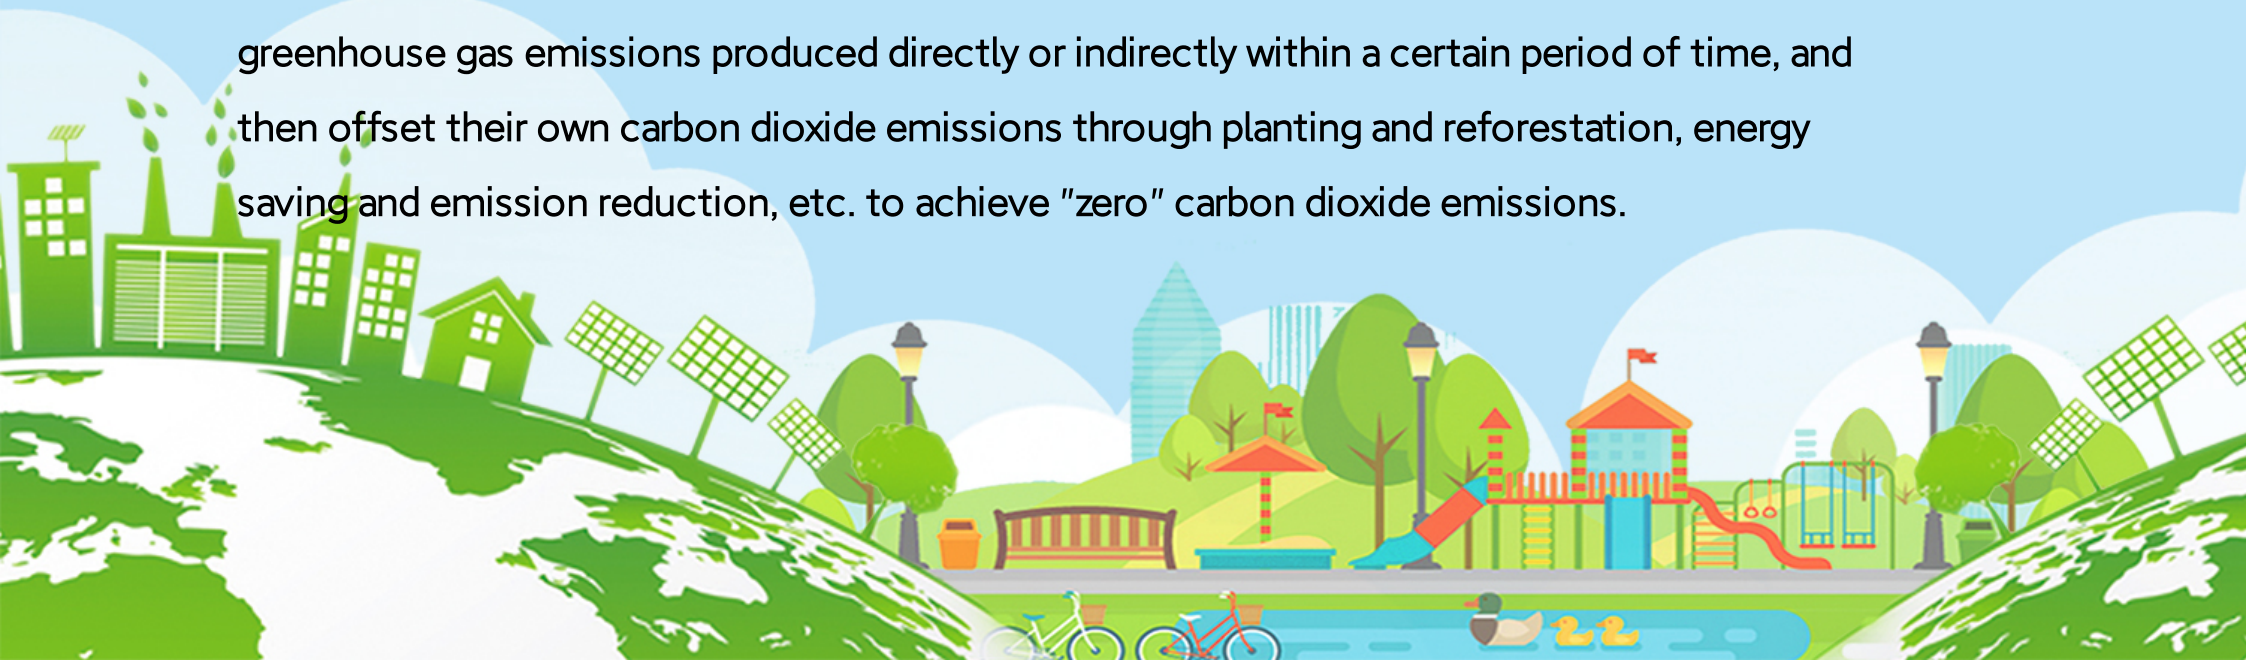 greenhouse gas emissions produced directly or indirectly within a certain period of time, and
then offset their own carbon dioxide emissions through planting and reforestation, energy
saving and emission reduction, etc. to achieve "zero" carbon dioxide emissions.